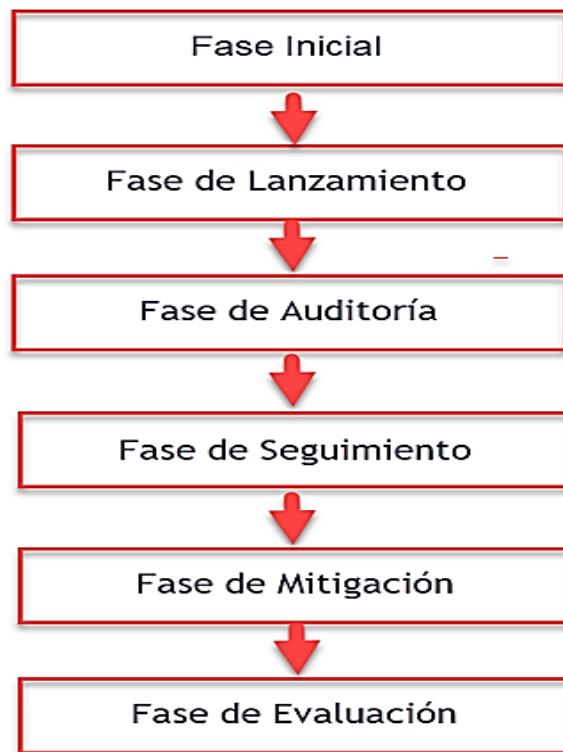 Fase Inicial
Fase de Lanzamiento
Fase de Auditoría
Fase de Seguimiento
Fase de Mitigación
Fase de Evaluación